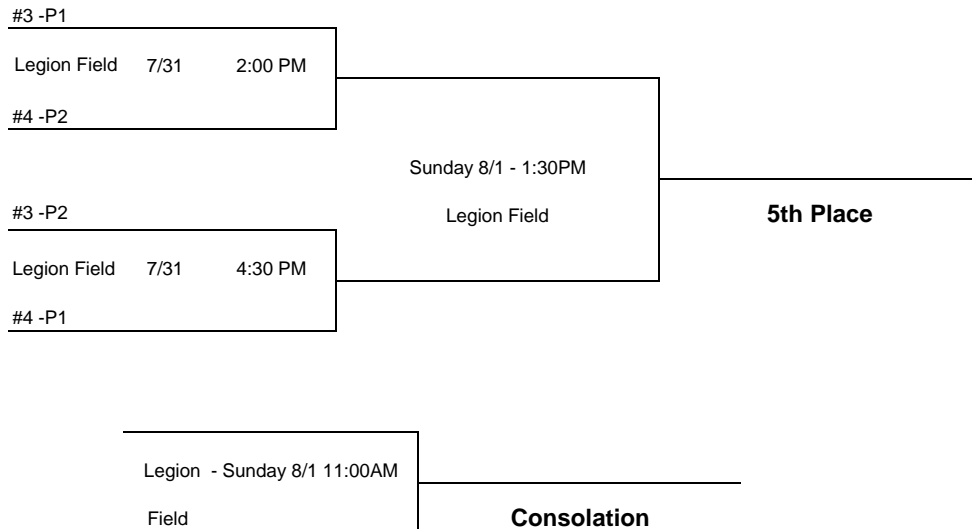 #3 -P1
Legion Field 7/31 2:00 PM
#4 -P2
Sunday 8/1 - 1:30PM
Legion Field
5th Place
#3 -P2
Legion Field 7/31 4:30 PM
#4 -P1
Legion - Sunday 8/1 11:00AM
Field
Consolation